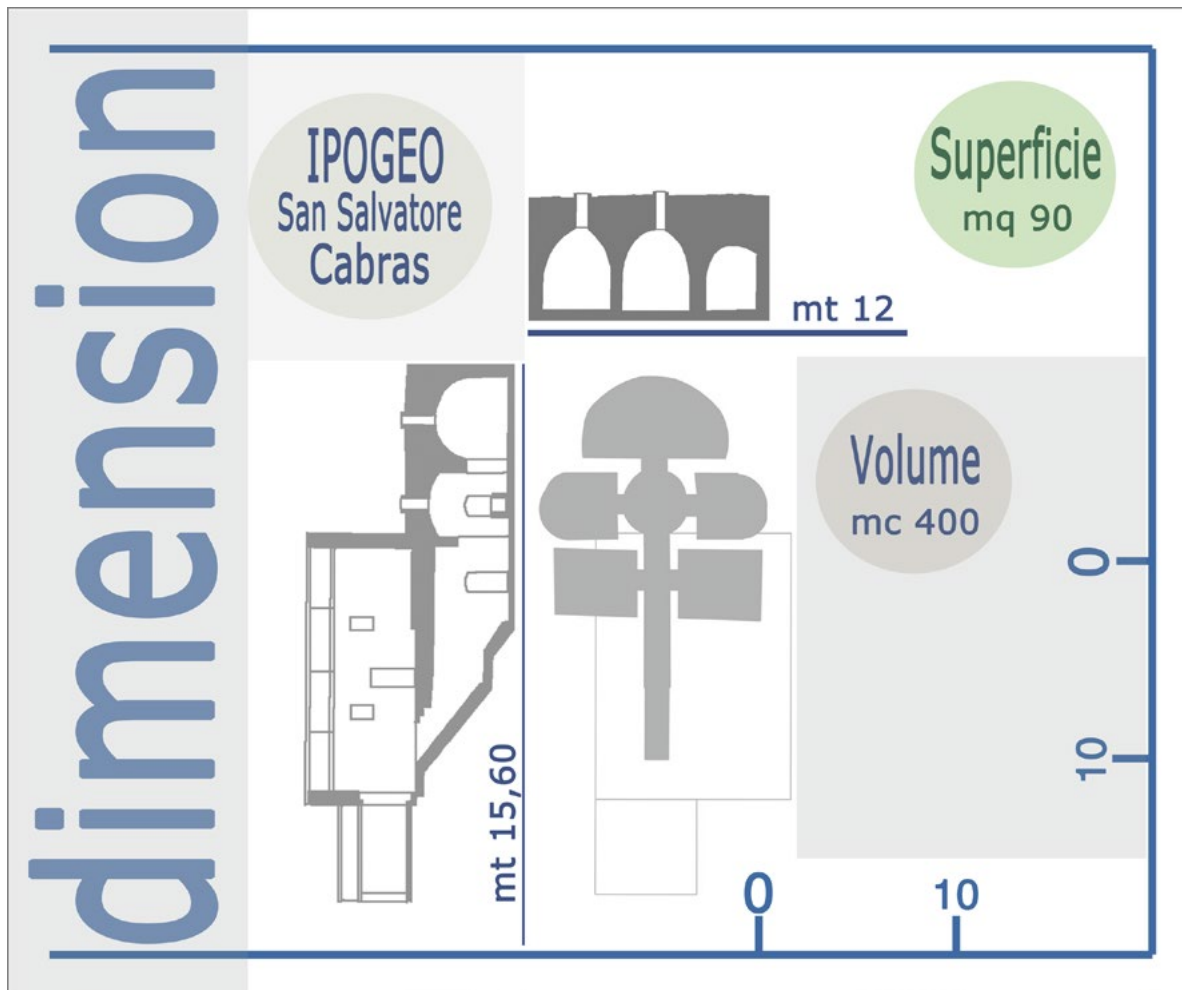 dimension
IPOGEO
San Salvatore
Cabras
Superficie
mq 90
mt 12
Volume
mc 400
mt 15,60
0
10
0
10